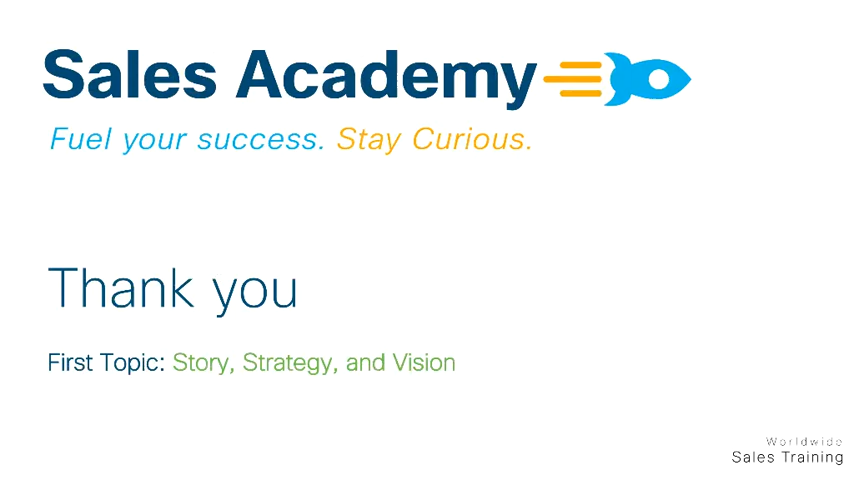 Sales Academy
Fuel your success. Stay Curious.
Thank you
First Topic: Story, Strategy, and Vision
Worldwide
Sales Training